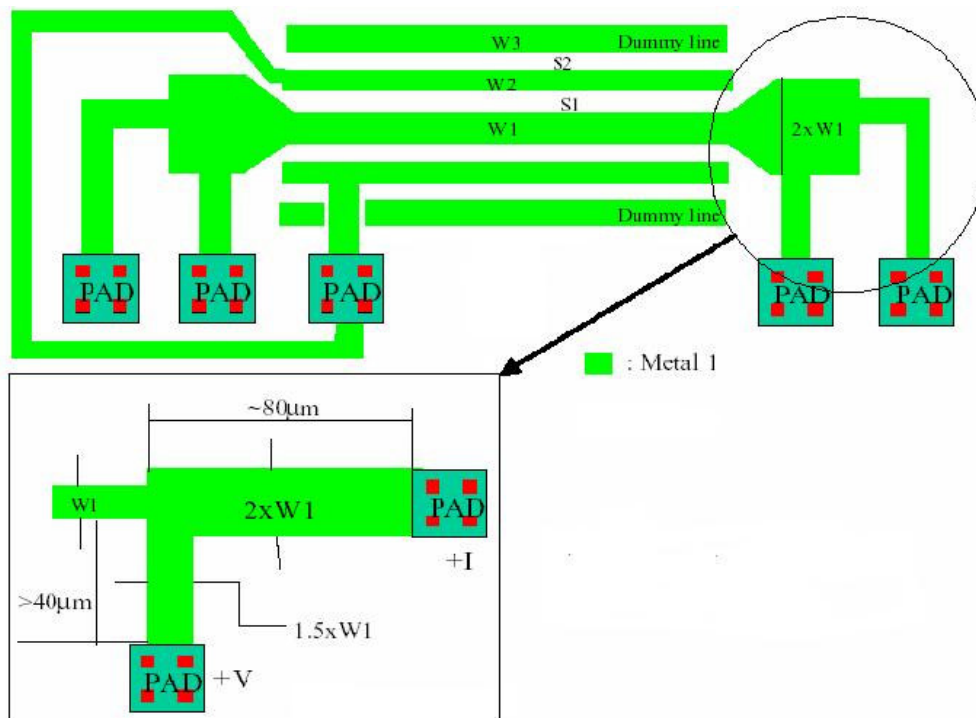 W3 Dummy line
S2
W2
S1
W1
2xW1
Dummy line
PAD
PAD
PAD
PAD
PAD
: Metal 1
~80µm
W1
2xW1
PAD
+I
>40µm
1.5xW1
PAD
+V